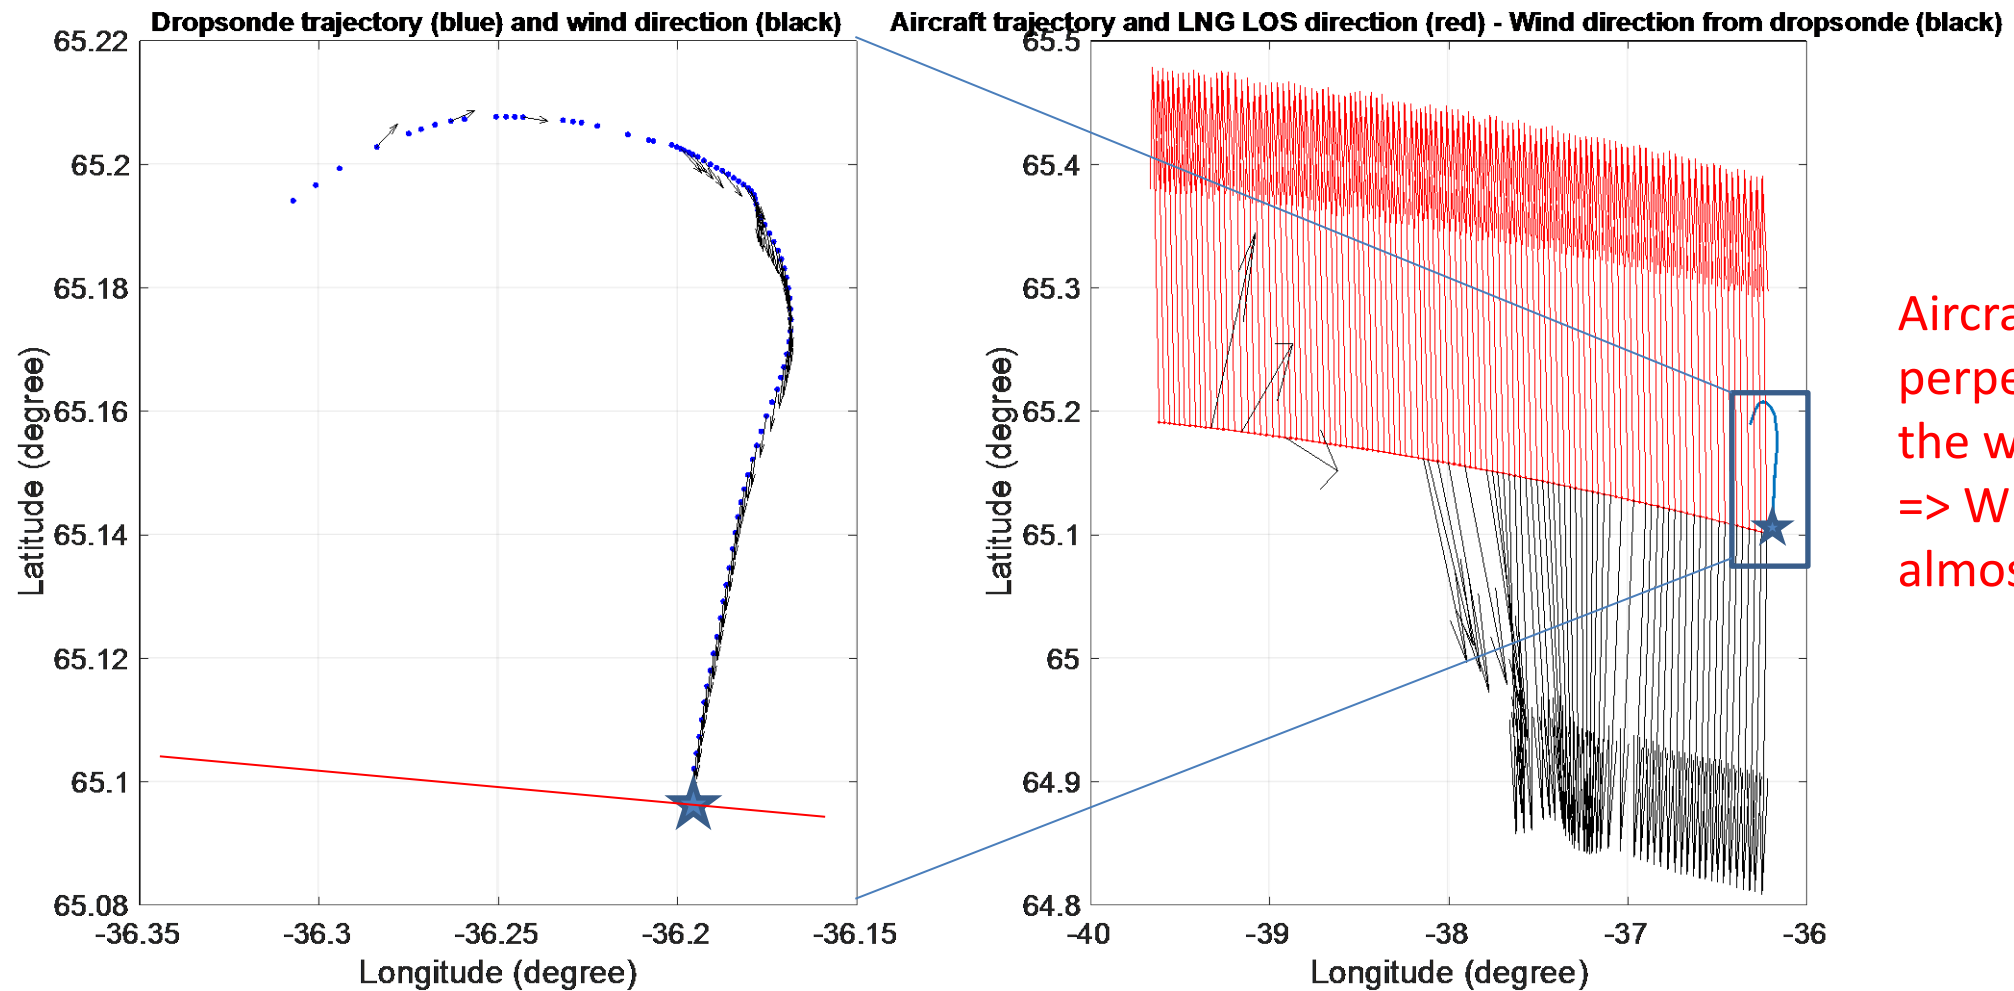 Dropsonde trajectory (blue) and wind direction (black)
65.22
65.2
65.18
65.16
65.14
65.12
65.1
65.08
-36.35
-36.3
-36.25
-36.2
-36.15
Latitude (degree)
Longitude (degree)
Aircraft trajectory and LNG LOS direction (red) - Wind direction from dropsonde (black)
65.5
65.4
65.3
65.2
65.1
65
64.9
64.8
-40
-39
-38
-37
-36
Latitude (degree)
Longitude (degree)
Aircra
perpe
the w
=> W
almos